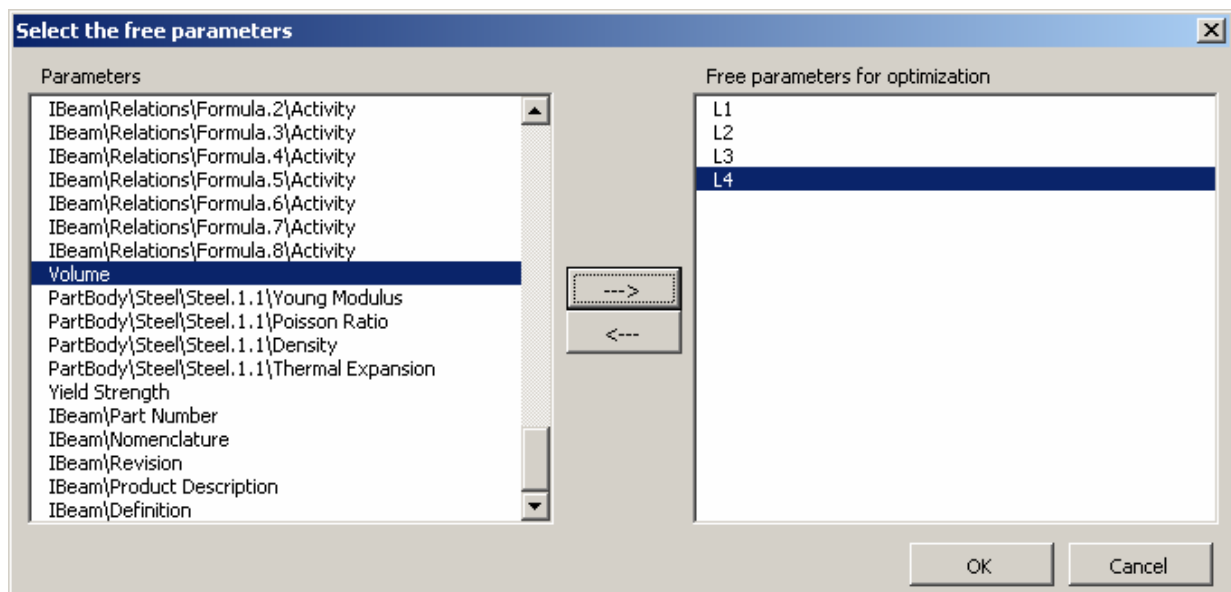 Select the free parameters
Parameters
IBeam\Relations\Formula.2\Activity
IBeam\Relations\Formula.3\Activity
IBeam\Relations\Formula.4\Activity
IBeam\Relations\Formula.5\Activity
IBeam\Relations\Formula.6\Activity
IBeam\Relations\Formula.7\Activity
IBeam\Relations\Formula.8\Activity
Volume
PartBody\Steel\Steel.1.1\Young Modulus
PartBody\Steel\Steel.1.1\Poisson Ratio
PartBody\Steel\Steel.1.1\Density
PartBody\Steel\Steel.1.1\Thermal Expansion
Yield Strength
IBeam\Part Number
IBeam\Nomenclature
IBeam\Revision
IBeam\Product Description
IBeam\Definition
--->
<---
Free parameters for optimization
L1
L2
L3
L4
OK
Cancel